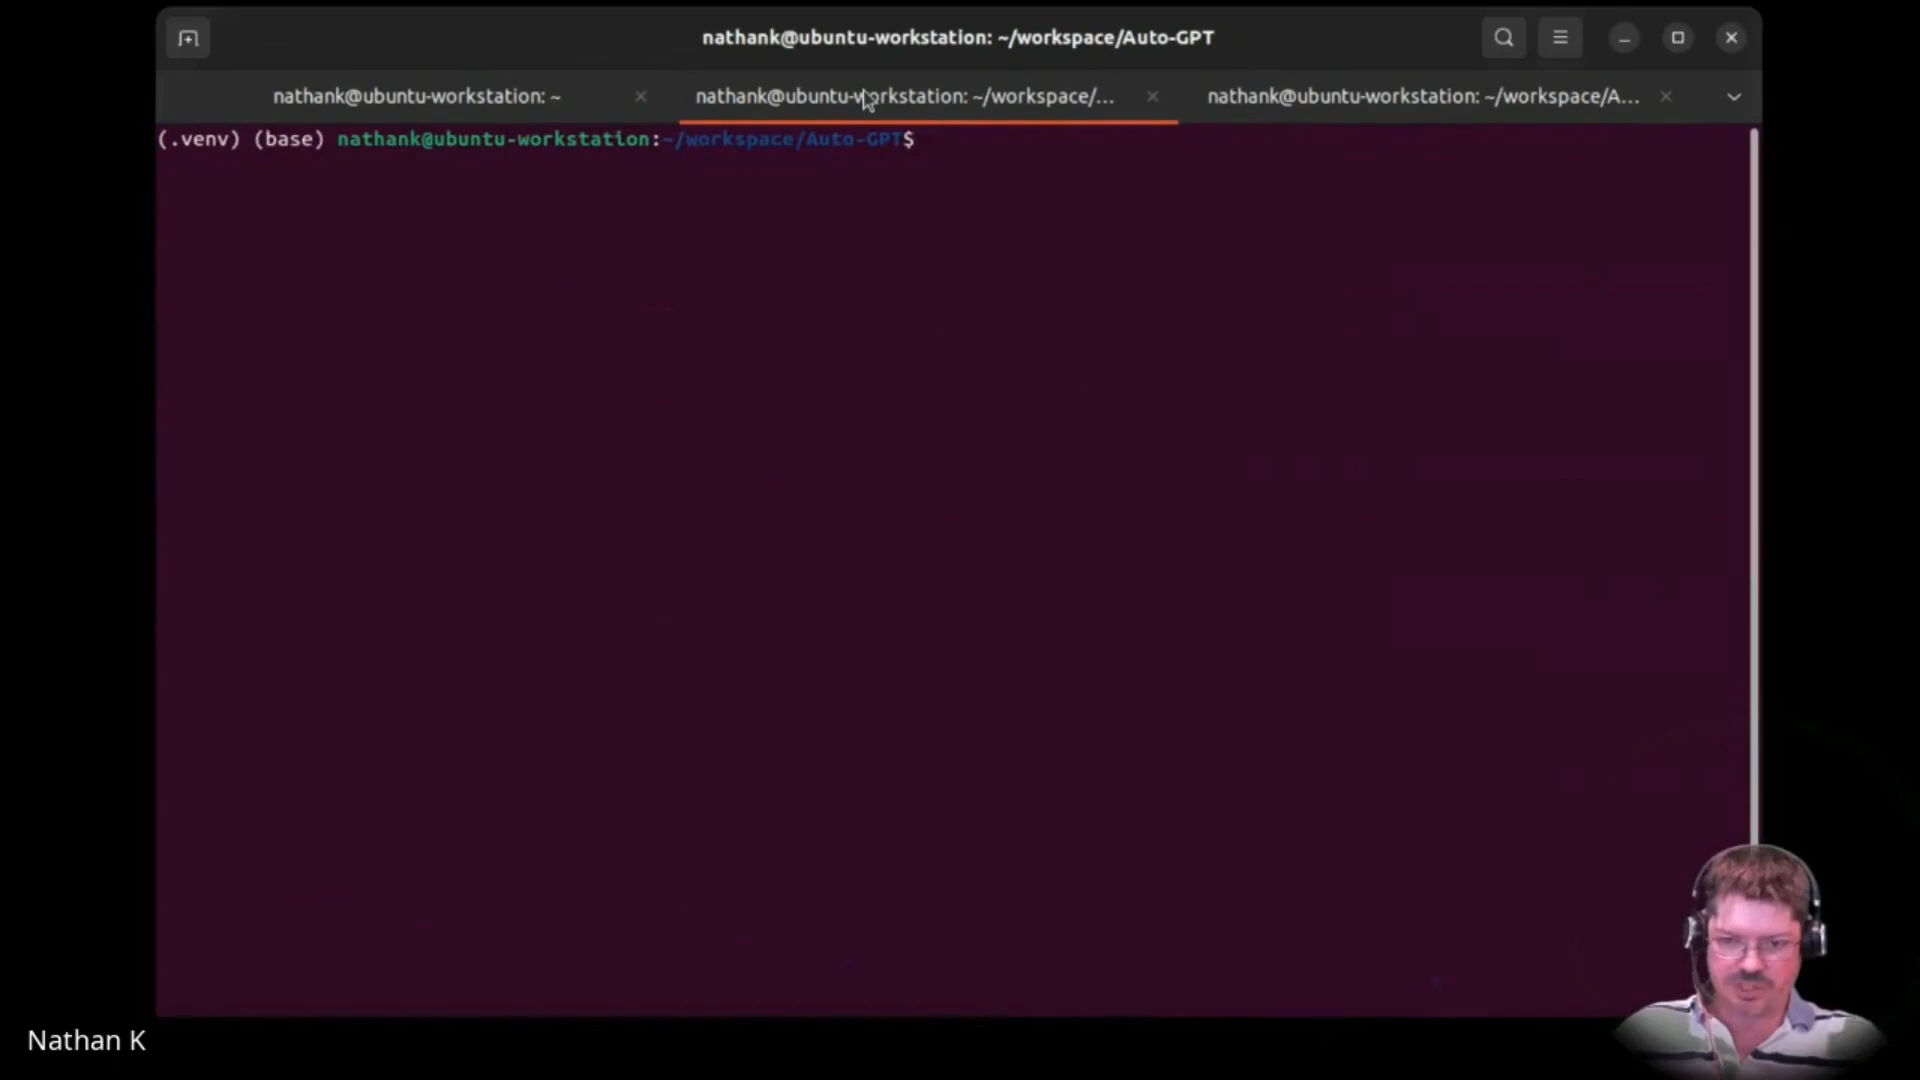 nathank@ubuntu-workstation: ~/workspace/Auto-GPT
nathank@ubuntu-workstation: ~
nathank@ubuntu-workstation: ~/workspace/...
nathank@ubuntu-workstation: ~/workspace/A...
(.venv) (base) nathank@ubuntu-workstation:~/workspace/Auto-GPT$
Nathan K